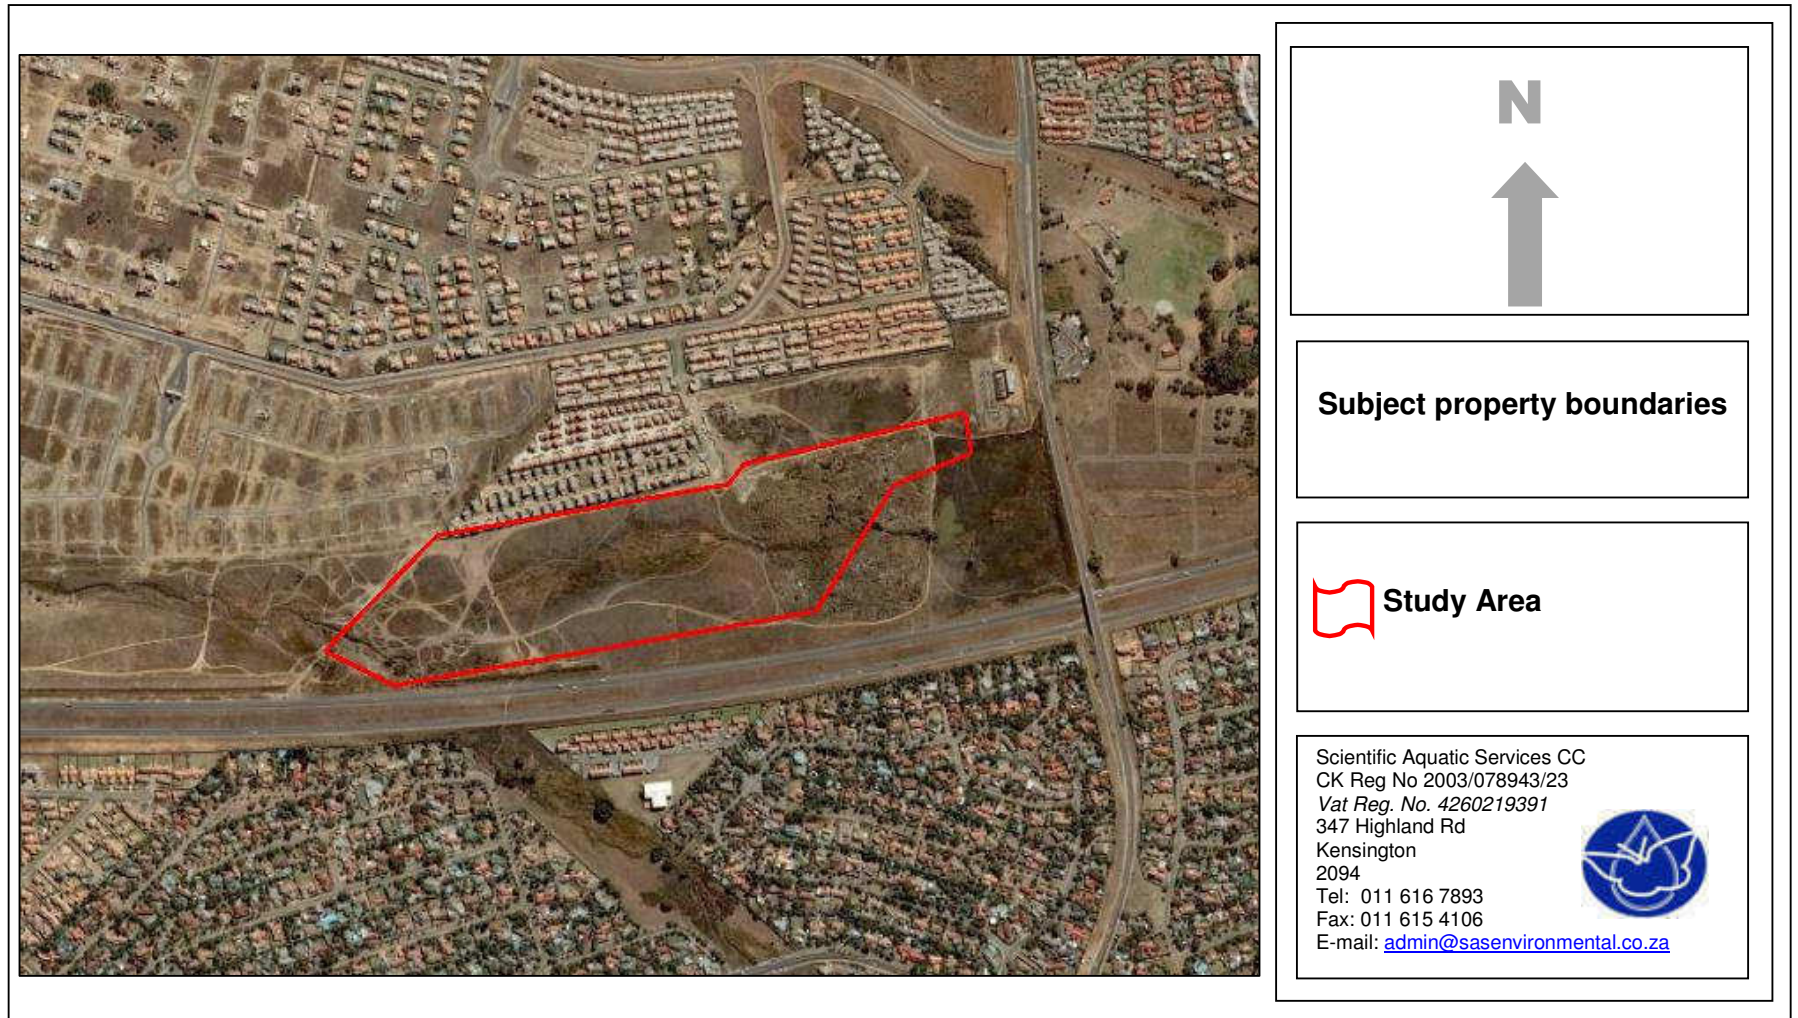 N
Subject property boundaries
Study Area
Scientific Aquatic Services CC
CK Reg No 2003/078943/23
Vat Reg. No. 4260219391
347 Highland Rd
Kensington
2094
Tel: 011 616 7893
Fax: 011 615 4106
E-mail: admin@sasenvironmental.co.za